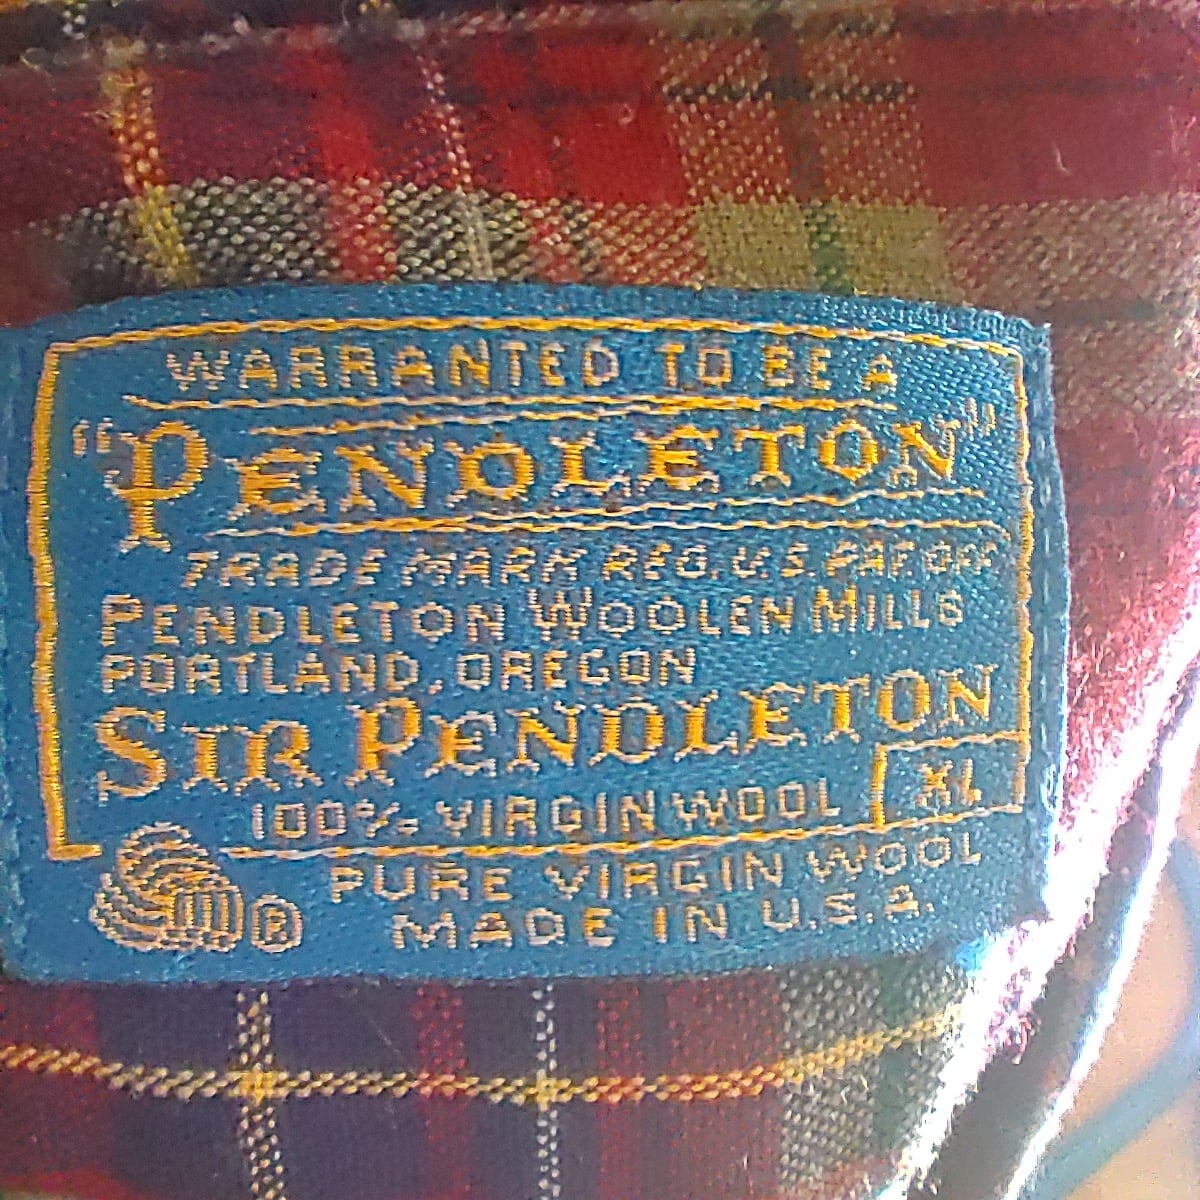 WARRANTED TO BE A
"PENDLETON"
TRADE MARK REG. U.S. PAT. OFF.
PENDLETON WOOLEN MILLS
PORTLAND, OREGON
SIR PENDLETON
100% VIRGIN WOOL XL
PURE VIRGIN WOOL
® MADE IN U.S.A.